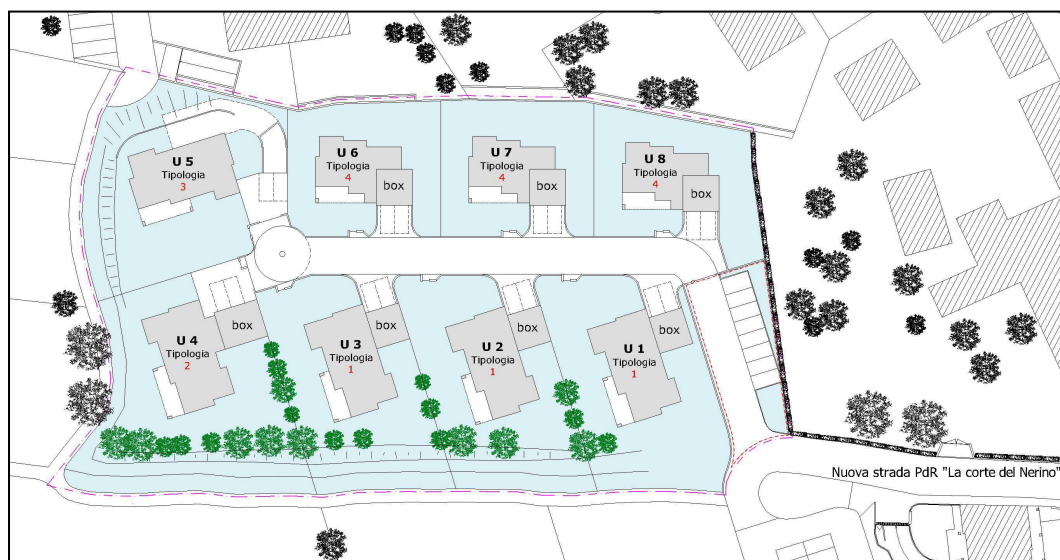 U 5
Tipologia
3
U 6
Tipologia
4
box
U 7
Tipologia
4
box
U 8
Tipologia
4
box
U 4
Tipologia
2
box
U 3
Tipologia
1
box
U 2
Tipologia
1
box
U 1
Tipologia
1
box
Nuova strada PdR "La corte del Nerino"